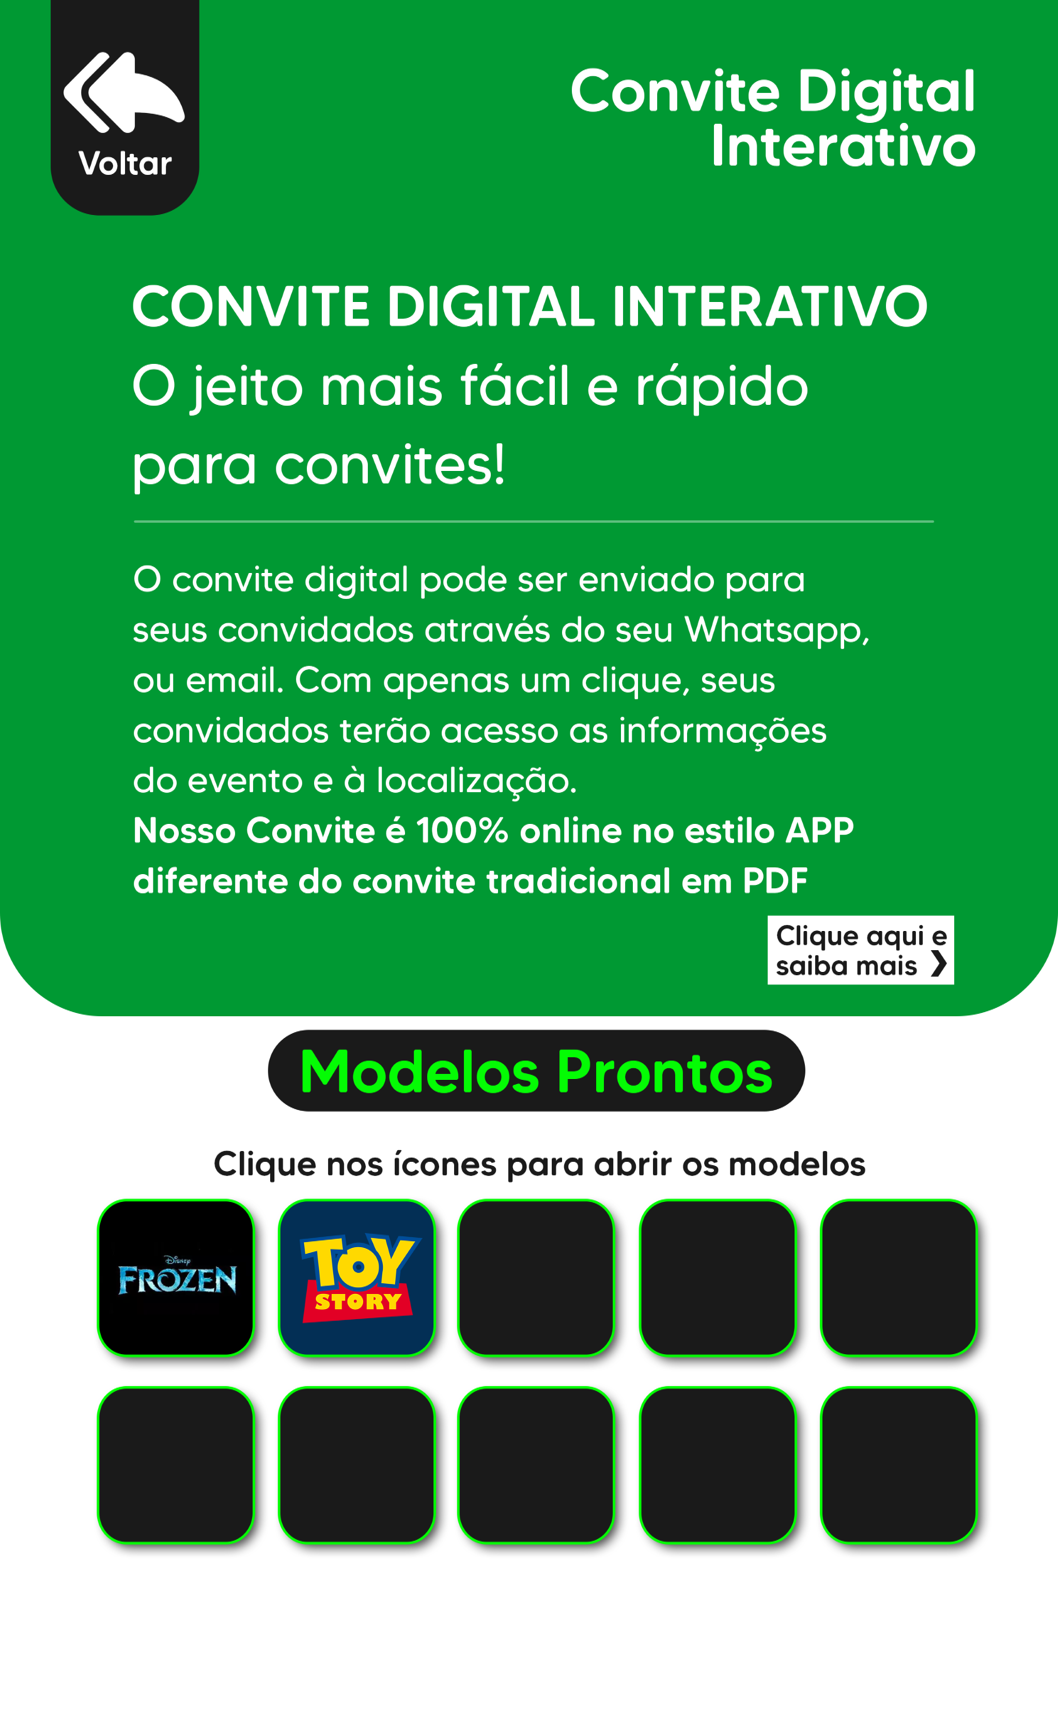 Voltar
Convite Digital
Interativo
CONVITE DIGITAL INTERATIVO
O jeito mais fácil e rápido
para convites!
O convite digital pode ser enviado para
seus convidados através do seu Whatsapp,
ou email. Com apenas um clique, seus
convidados terão acesso as informações
do evento e à localização.
Nosso Convite é 100% online no estilo APP
diferente do convite tradicional em PDF
Clique aqui e
saiba mais
Modelos Prontos
Clique nos ícones para abrir os modelos
Disney
FROZEN
TOY
STORY